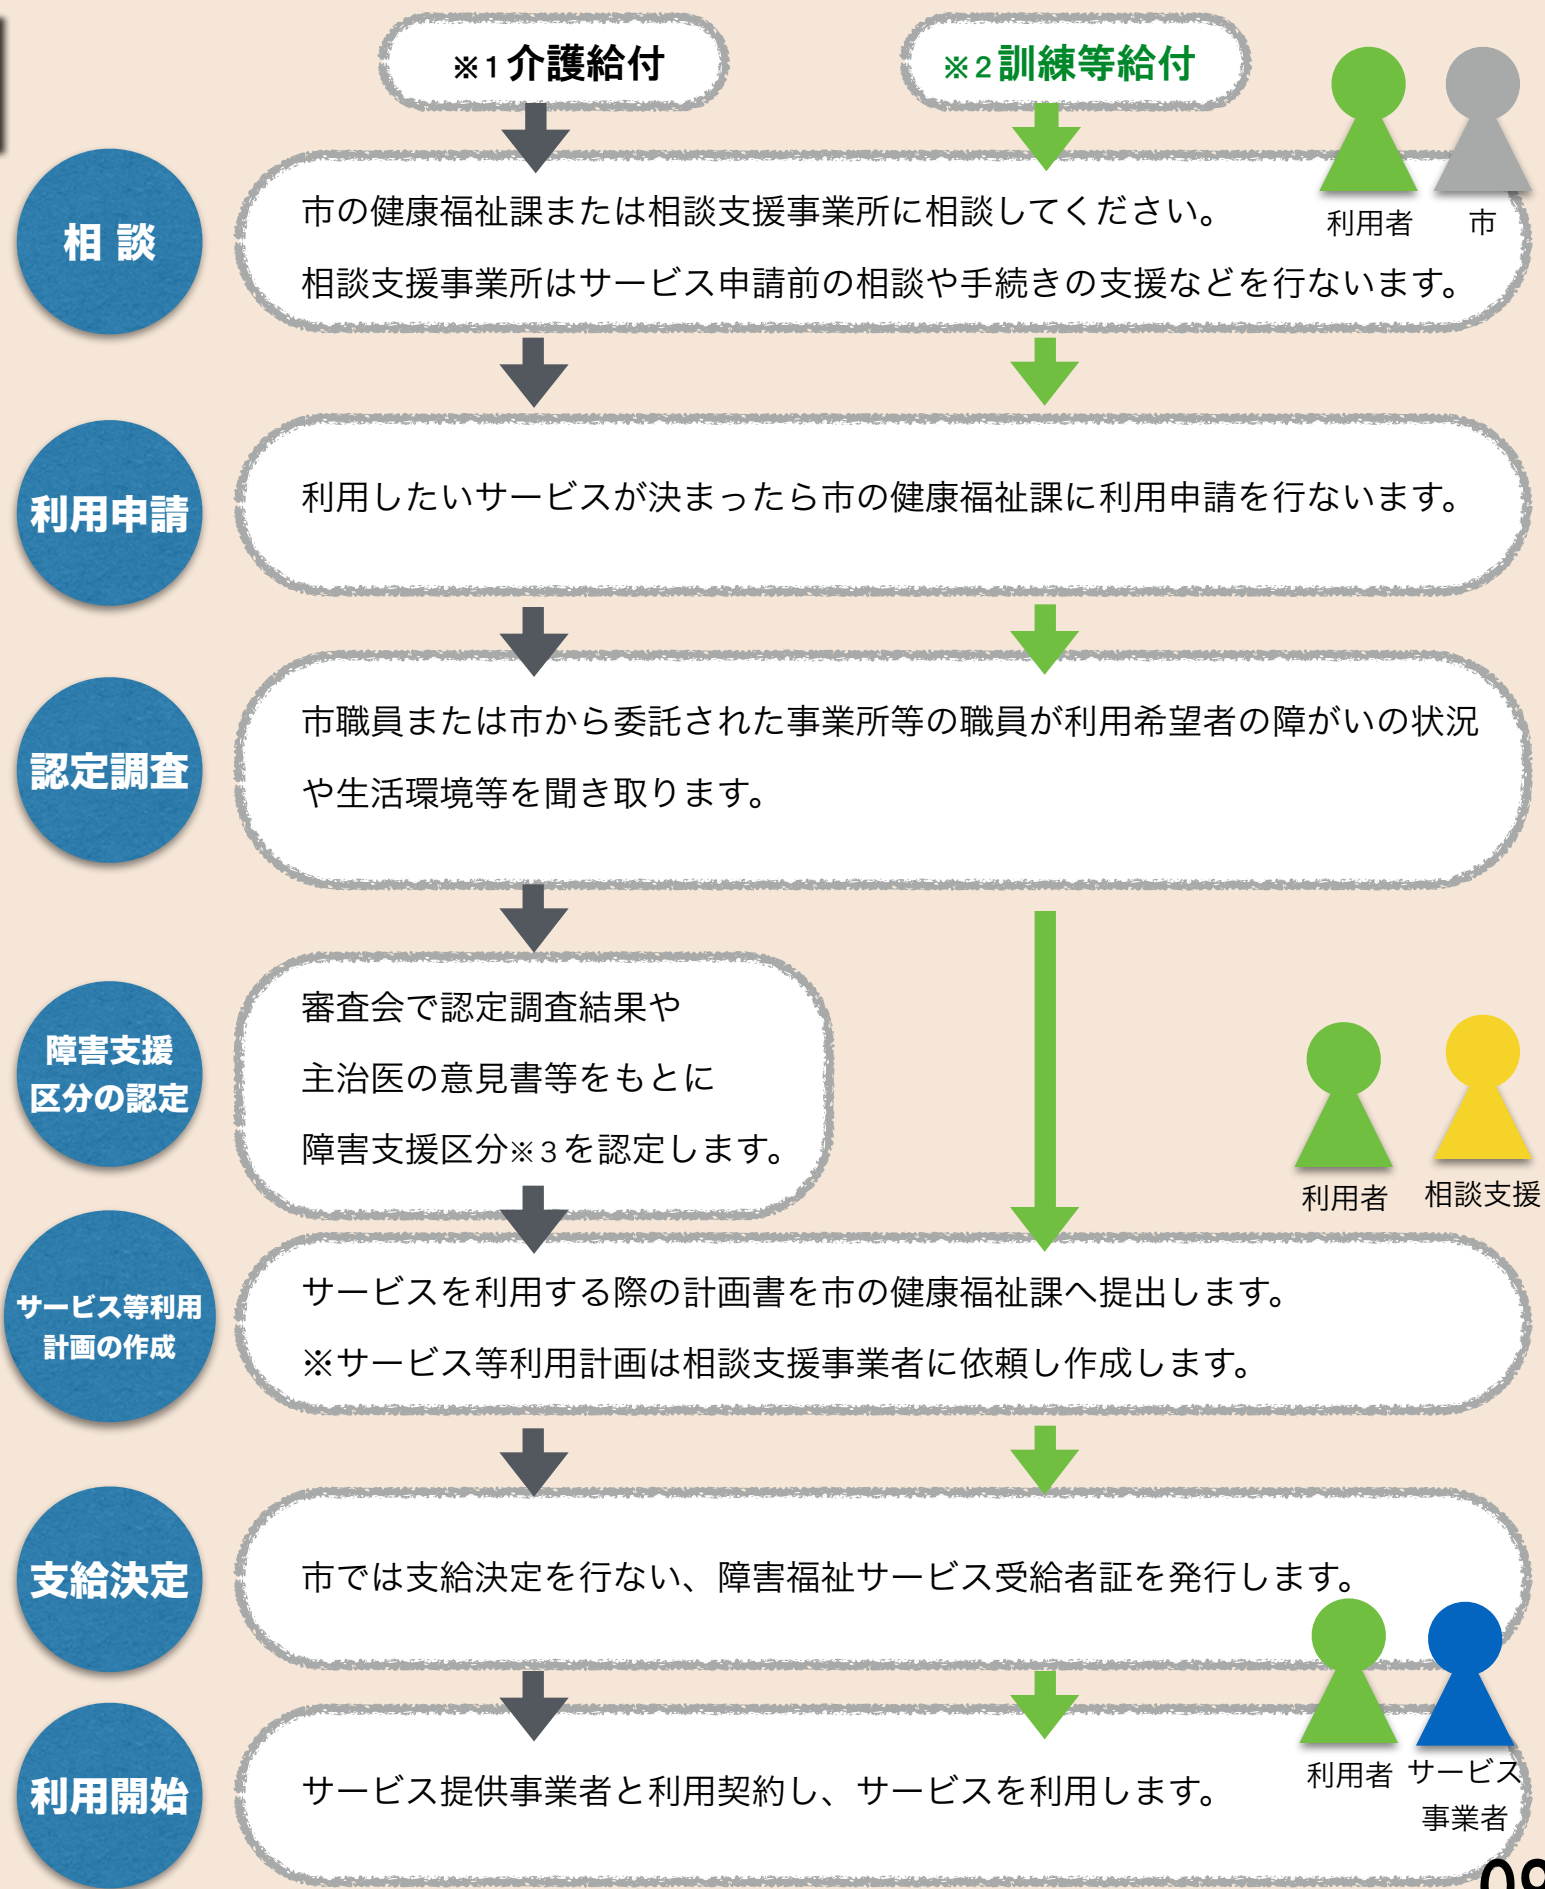 ※1介護給付
※2訓練等給付
利用者
市
相 談
市の健康福祉課または相談支援事業所に相談してください。
相談支援事業所はサービス申請前の相談や手続きの支援などを行ないます。
利用申請
利用したいサービスが決まったら市の健康福祉課に利用申請を行ないます。
認定調査
市職員または市から委託された事業所等の職員が利用希望者の障がいの状況
や生活環境等を聞き取ります。
障害支援
区分の認定
審査会で認定調査結果や
主治医の意見書等をもとに
障害支援区分※3を認定します。
利用者
相談支援
サービス等利用
計画の作成
サービスを利用する際の計画書を市の健康福祉課へ提出します。
※サービス等利用計画は相談支援事業者に依頼し作成します。
支給決定
市では支給決定を行ない、障害福祉サービス受給者証を発行します。
利用開始
サービス提供事業者と利用契約し、サービスを利用します。
利用者
サービス
事業者
09